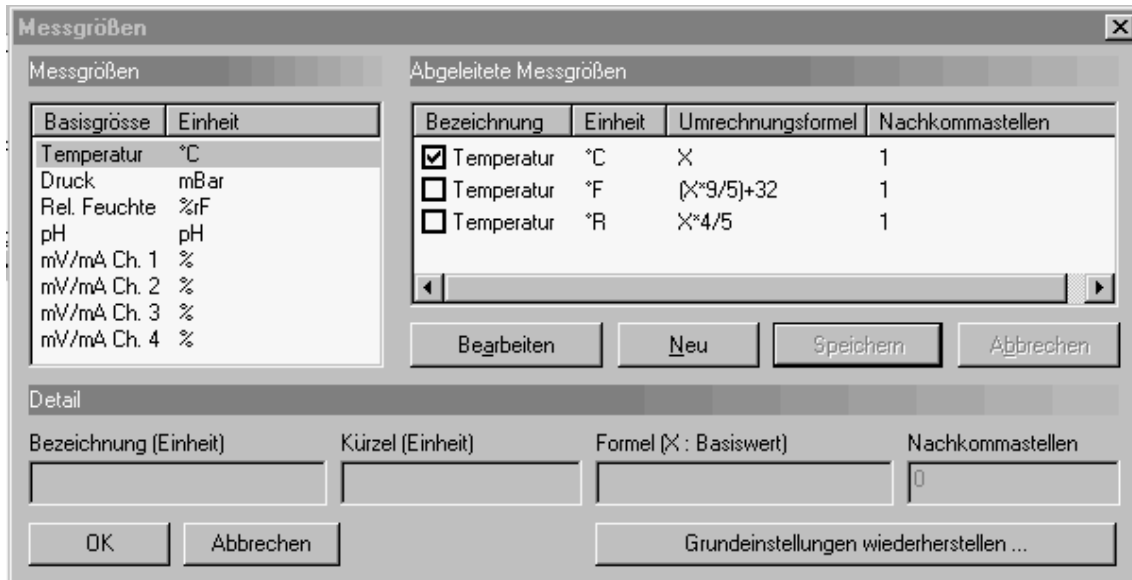 Messgrößen
Messgrößen
Basisgrösse Einheit
Temperatur °C
Druck mBar
Rel. Feuchte %rF
pH pH
mV/mA Ch. 1 %
mV/mA Ch. 2 %
mV/mA Ch. 3 %
mV/mA Ch. 4 %
Abgeleitete Messgrößen
Bezeichnung Einheit Umrechnungsformel Nachkommastellen
Temperatur °C X 1
Temperatur °F (X*9/5)+32 1
Temperatur °R X*4/5 1
Bearbeiten Neu Speichern Abbrechen
Detail
Bezeichnung (Einheit) Kürzel (Einheit) Formel (X : Basiswert) Nachkommastellen
0
OK Abbrechen Grundeinstellungen wiederherstellen ...